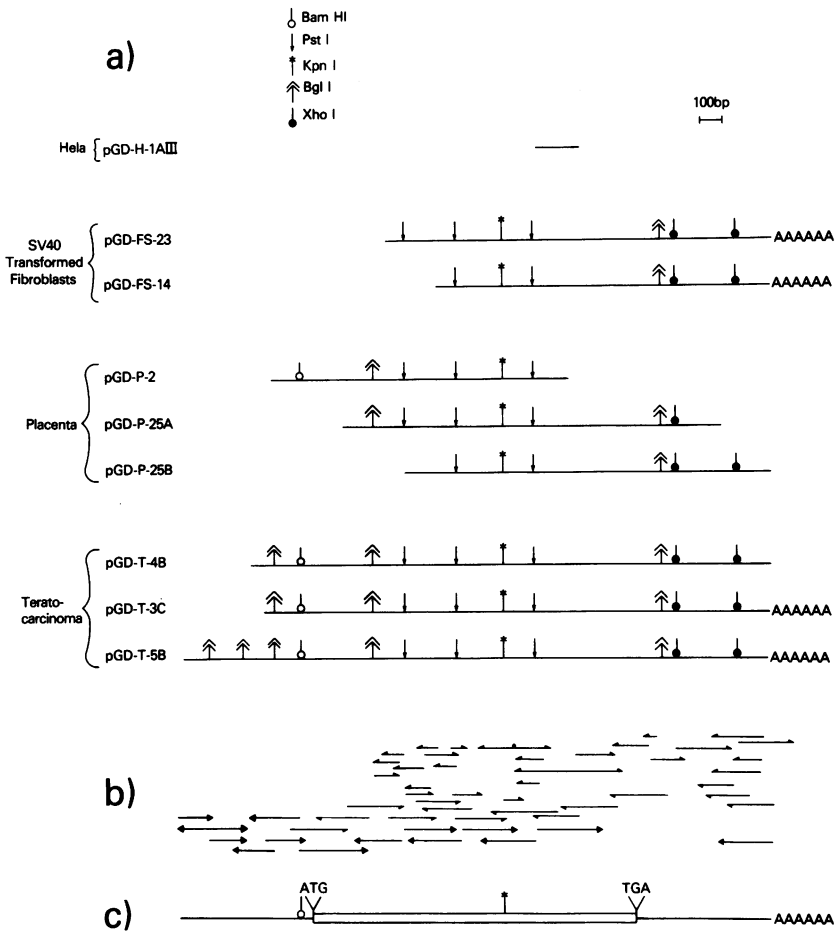 a)
Bam HI
Pst I
* Kpn I
Bgl I
Xho I
100bp
Hela { pGD-H-1AIII
SV40
Transformed
Fibroblasts
pGD-FS-23
*
AAAAAA
pGD-FS-14
*
AAAAAA
Placenta
pGD-P-2
*
pGD-P-25A
*
pGD-P-25B
*
Terato-
carcinoma
pGD-T-4B
*
pGD-T-3C
*
AAAAAA
pGD-T-5B
*
AAAAAA
b)
c)
ATG
*
TGA
AAAAAA